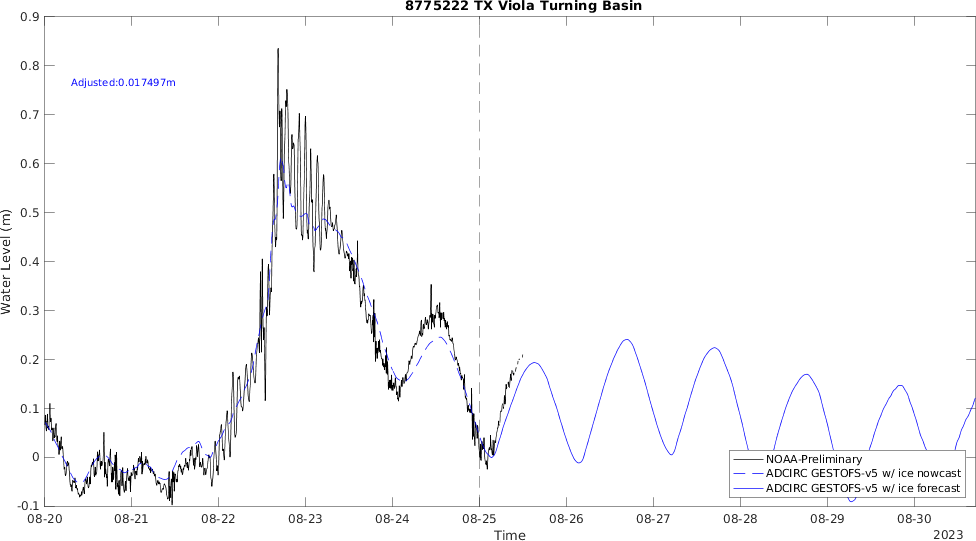 8775222 TX Viola Turning Basin
0.9
0.8
0.7
0.6
0.5
0.4
0.3
0.2
0.1
0
-0.1
Water Level (m)
Adjusted:0.017497m
NOAA-Preliminary
ADCIRC GESTOFS-v5 w/ ice nowcast
ADCIRC GESTOFS-v5 w/ ice forecast
08-20 08-21 08-22 08-23 08-24 08-25 08-26 08-27 08-28 08-29 08-30
Time
2023